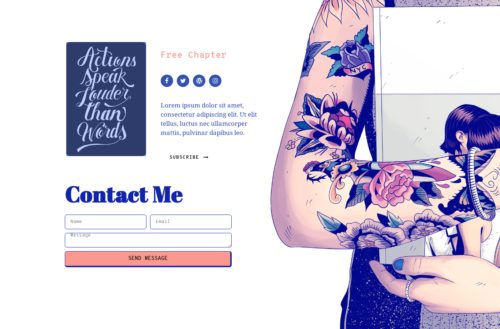 Actions
Speak
Louder
than
Words
Free Chapter
Lorem ipsum dolor sit amet,
consectetur adipiscing elit. Ut elit
tellus, luctus nec ullamcorper
mattis, pulvinar dapibus leo.
SUBSCRIBE
NYC
Contact Me
Name
Email
Message
SEND MESSAGE